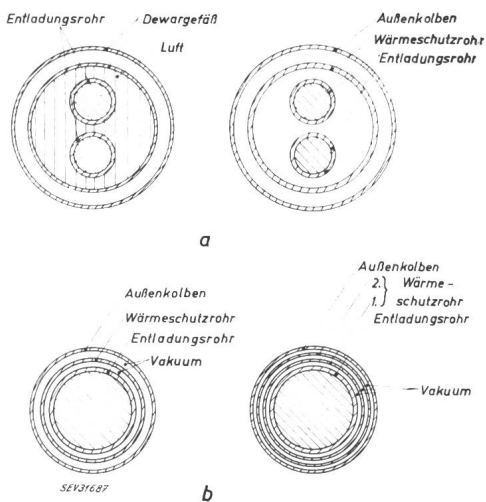 Entladungsrohr
Dewargefäß
Luft
Außenkolben
Wärmeschutzrohr
Entladungsrohr
a
Außenkolben
Wärmeschutzrohr
Entladungsrohr
Vakuum
Außenkolben
2.} Wärme-
1.} schutzrohr
Entladungsrohr
Vakuum
SEV31687
b